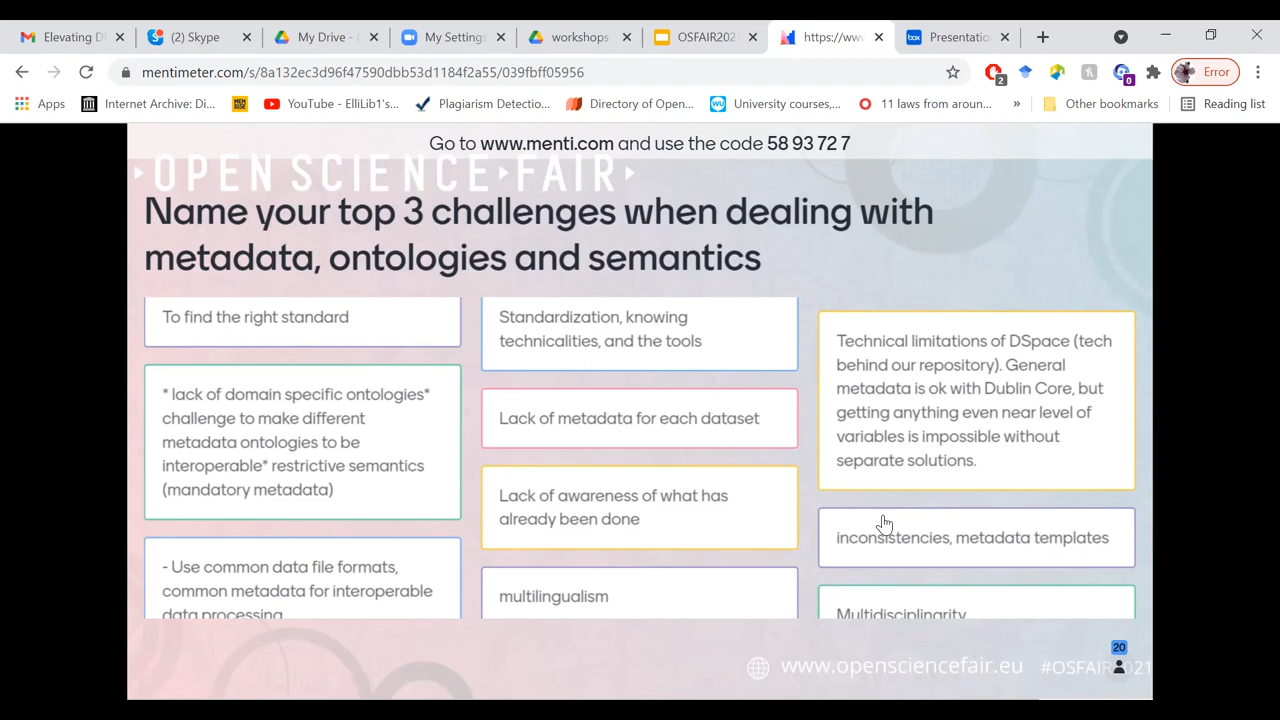 Elevating D
(2) Skype
My Drive -
My Settings
workshops
OSFAIR202
https://ww
Presentatio
mentimeter.com/s/8a132ec3d96f47590dbb53f1184f2a55/039fbff05956
2
0
Error
Apps
Internet Archive: Di...
YouTube - ElliLib1's...
Plagiarism Detectio...
Directory of Open...
University courses,...
11 laws from aroun...
»
Other bookmarks
Reading list
Go to www.menti.com and use the code 58 93 72 7
OPEN SCIENCE FAIR
Name your top 3 challenges when dealing with
metadata, ontologies and semantics
To find the right standard
* lack of domain specific ontologies*
challenge to make different
metadata ontologies to be
interoperable* restrictive semantics
(mandatory metadata)
- Use common data file formats,
common metadata for interoperable
data processing
Standardization, knowing
technicalities, and the tools
Lack of metadata for each dataset
Lack of awareness of what has
already been done
multilingualism
Technical limitations of DSpace (tech
behind our repository). General
metadata is ok with Dublin Core, but
getting anything even near level of
variables is impossible without
separate solutions.
inconsistencies, metadata templates
Multidisciplinarity
20
www.opensciencefair.eu #OSFAIR2021